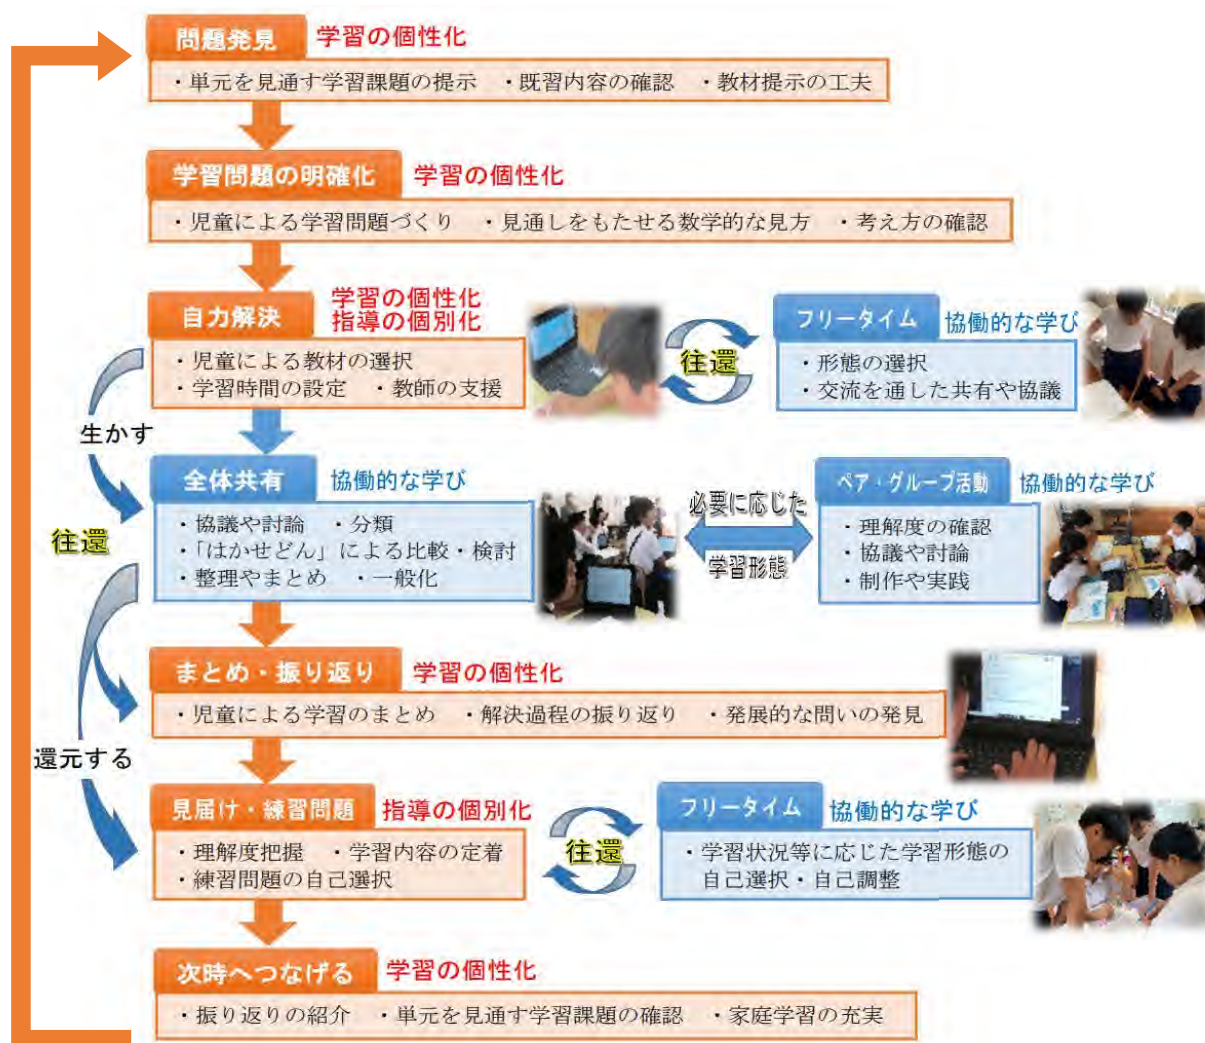 問題発見
学習の個性化
・単元を見通す学習課題の提示　・既習内容の確認　・教材提示の工夫
学習問題の明確化
学習の個性化
・児童による学習問題づくり　・見通しをもたせる数学的な見方　・考え方の確認
自力解決
学習の個性化
指導の個別化
・児童による教材の選択
・学習時間の設定　・教師の支援
往還
フリータイム
協働的な学び
・形態の選択
・交流を通した共有や協議
生かす
全体共有
協働的な学び
・協議や討論　・分類
・「はかせどん」による比較・検討
・整理やまとめ　・一般化
必要に応じた
学習形態
ペア・グループ活動
協働的な学び
・理解度の確認
・協議や討論
・制作や実践
往還
まとめ・振り返り
学習の個性化
・児童による学習のまとめ　・解決過程の振り返り　・発展的な問いの発見
還元する
見届け・練習問題
指導の個別化
・理解度把握　・学習内容の定着
・練習問題の自己選択
往還
フリータイム
協働的な学び
・学習状況等に応じた学習形態の
自己選択・自己調整
次時へつなげる
学習の個性化
・振り返りの紹介　・単元を見通す学習課題の確認　・家庭学習の充実